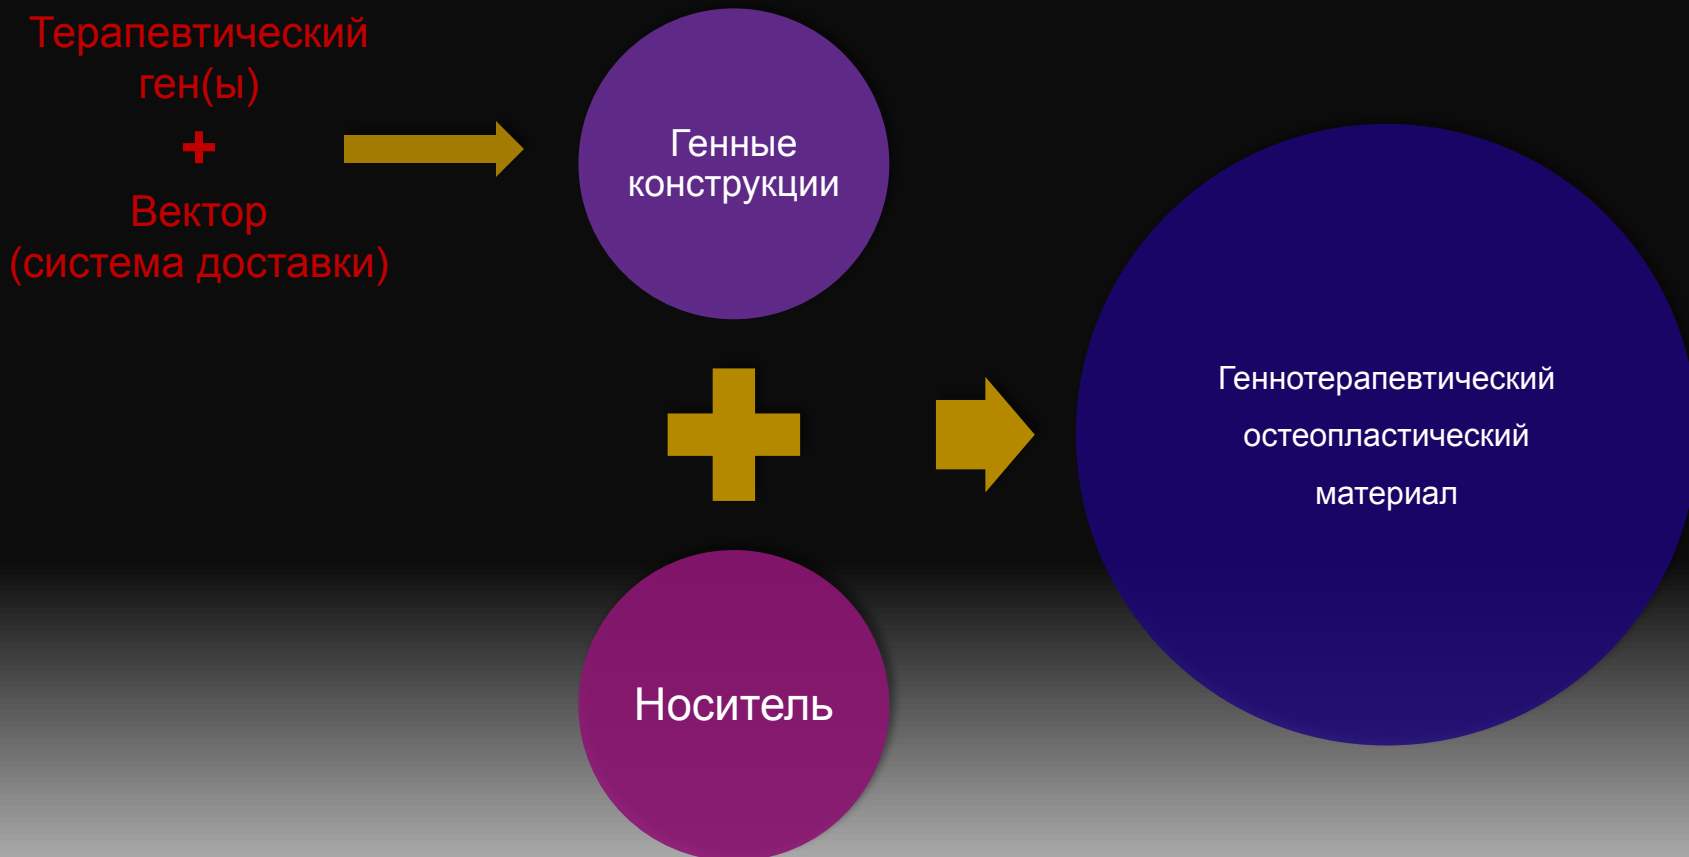 Терапевтический
ген(ы)
+
Вектор
(система доставки)
Генные
конструкции
Носитель
Геннотерапевтический
остеопластический
материал